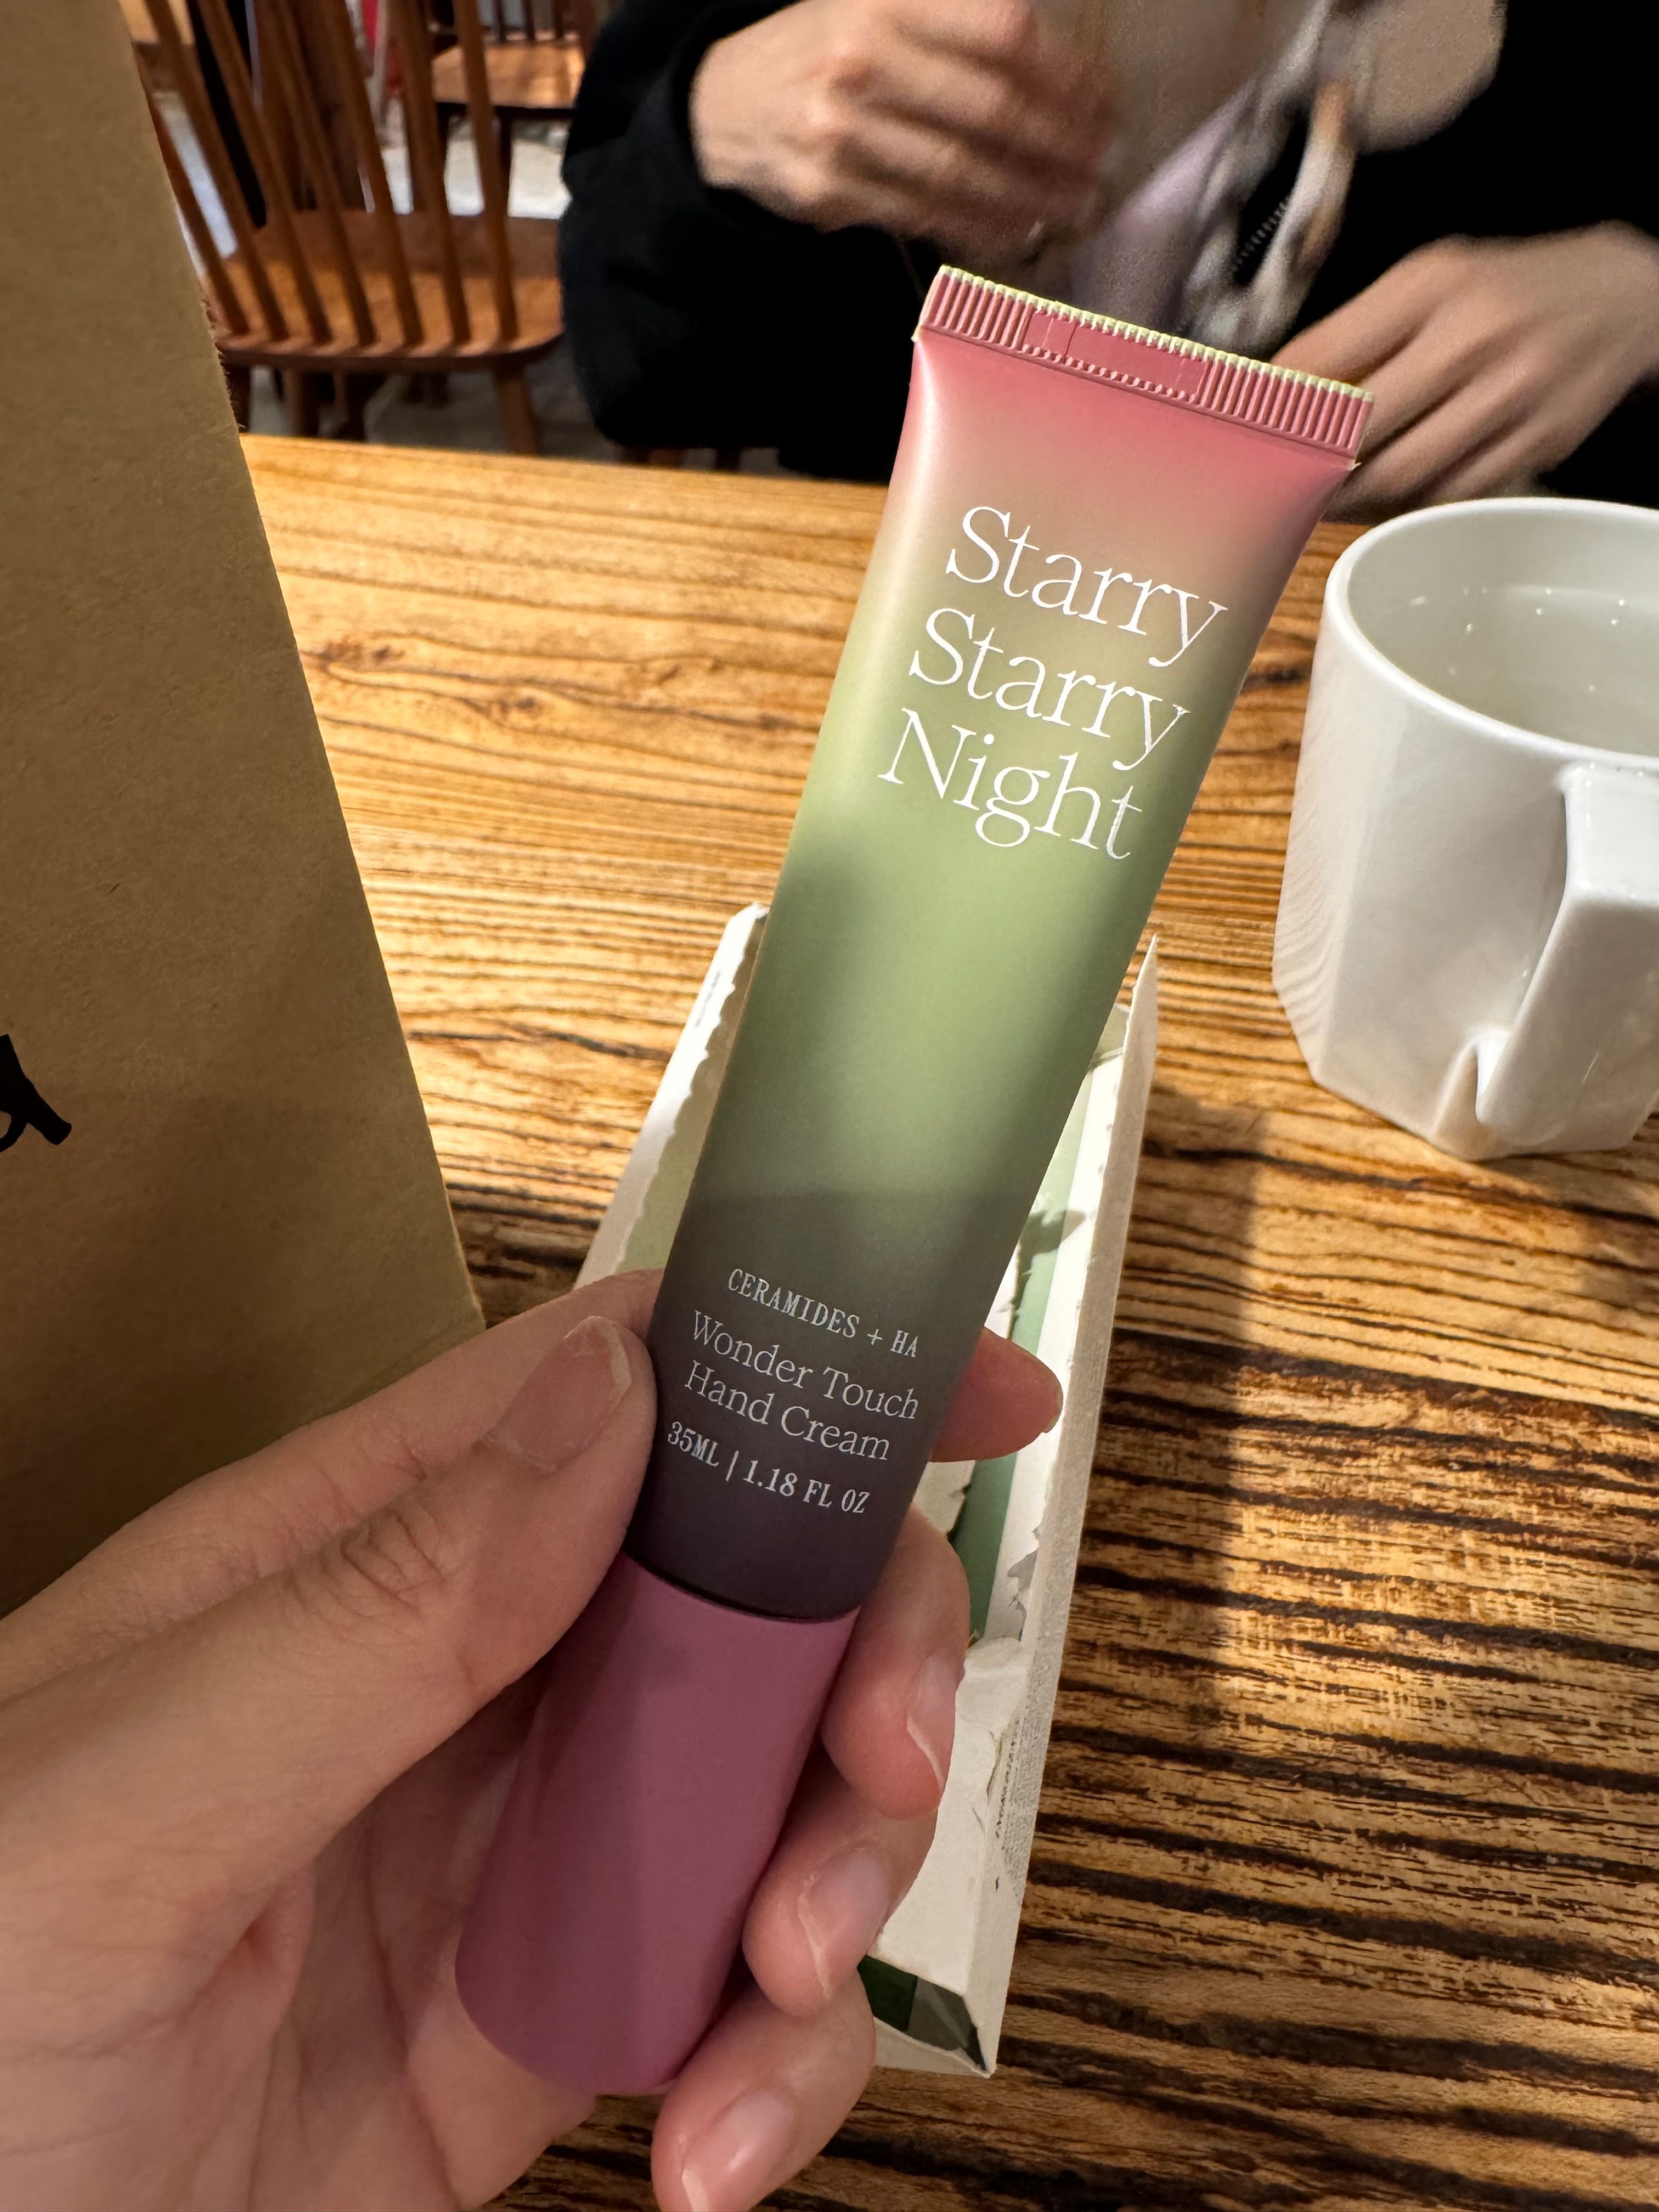 Starry
Starry
Night
CERAMIDES + HA
Wonder Touch
Hand Cream
35ML | 1.18 FL OZ